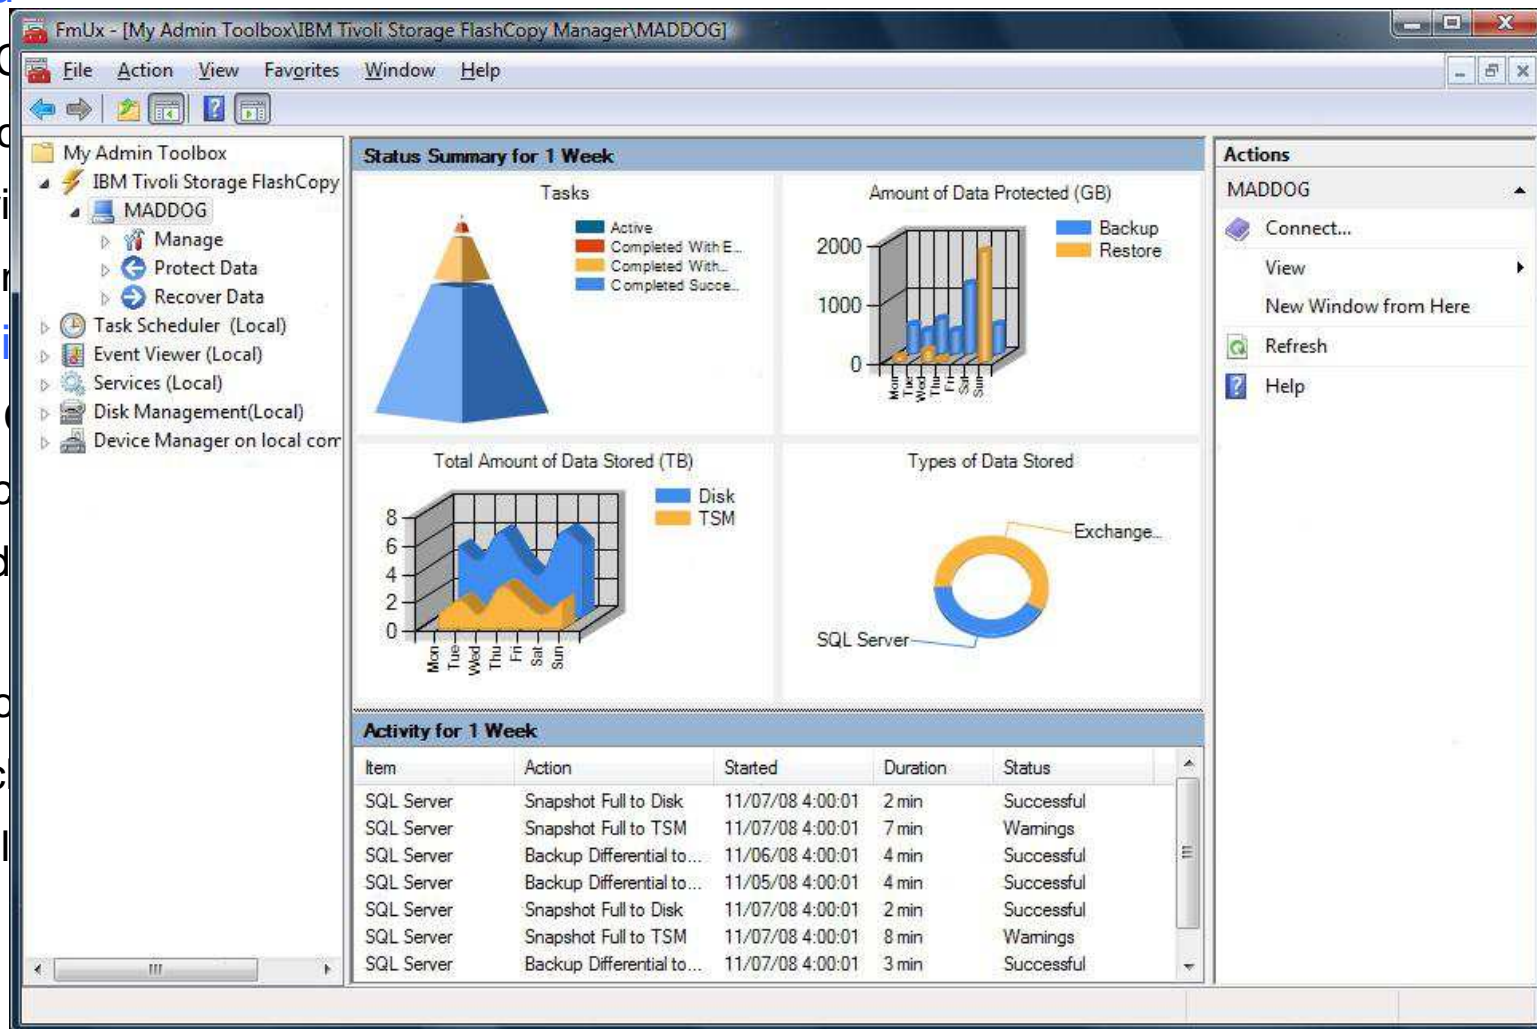 FmUx - [My Admin Toolbox\IBM Tivoli Storage FlashCopy Manager\MADDOG]
File Action View Favorites Window Help
My Admin Toolbox
IBM Tivoli Storage FlashCopy
MADDOG
Manage
Protect Data
Recover Data
Task Scheduler (Local)
Event Viewer (Local)
Services (Local)
Disk Management(Local)
Device Manager on local com
Status Summary for 1 Week
Tasks
Active
Completed With E...
Completed With...
Completed Succe...
Amount of Data Protected (GB)
Backup
Restore
2000
1000
0
Mon
Tue
Wed
Thu
Fri
Sat
Sun
Total Amount of Data Stored (TB)
Disk
TSM
8
6
4
2
0
Mon
Tue
Wed
Thu
Fri
Sat
Sun
Types of Data Stored
Exchange...
SQL Server
Activity for 1 Week
Item Action Started Duration Status
SQL Server Snapshot Full to Disk 11/07/08 4:00:01 2 min Successful
SQL Server Snapshot Full to TSM 11/07/08 4:00:01 7 min Warnings
SQL Server Backup Differential to... 11/06/08 4:00:01 4 min Successful
SQL Server Backup Differential to... 11/05/08 4:00:01 4 min Successful
SQL Server Snapshot Full to Disk 11/07/08 4:00:01 2 min Successful
SQL Server Snapshot Full to TSM 11/07/08 4:00:01 8 min Warnings
SQL Server Backup Differential to... 11/07/08 4:00:01 3 min Successful
Actions
MADDOG
Connect...
View
New Window from Here
Refresh
Help